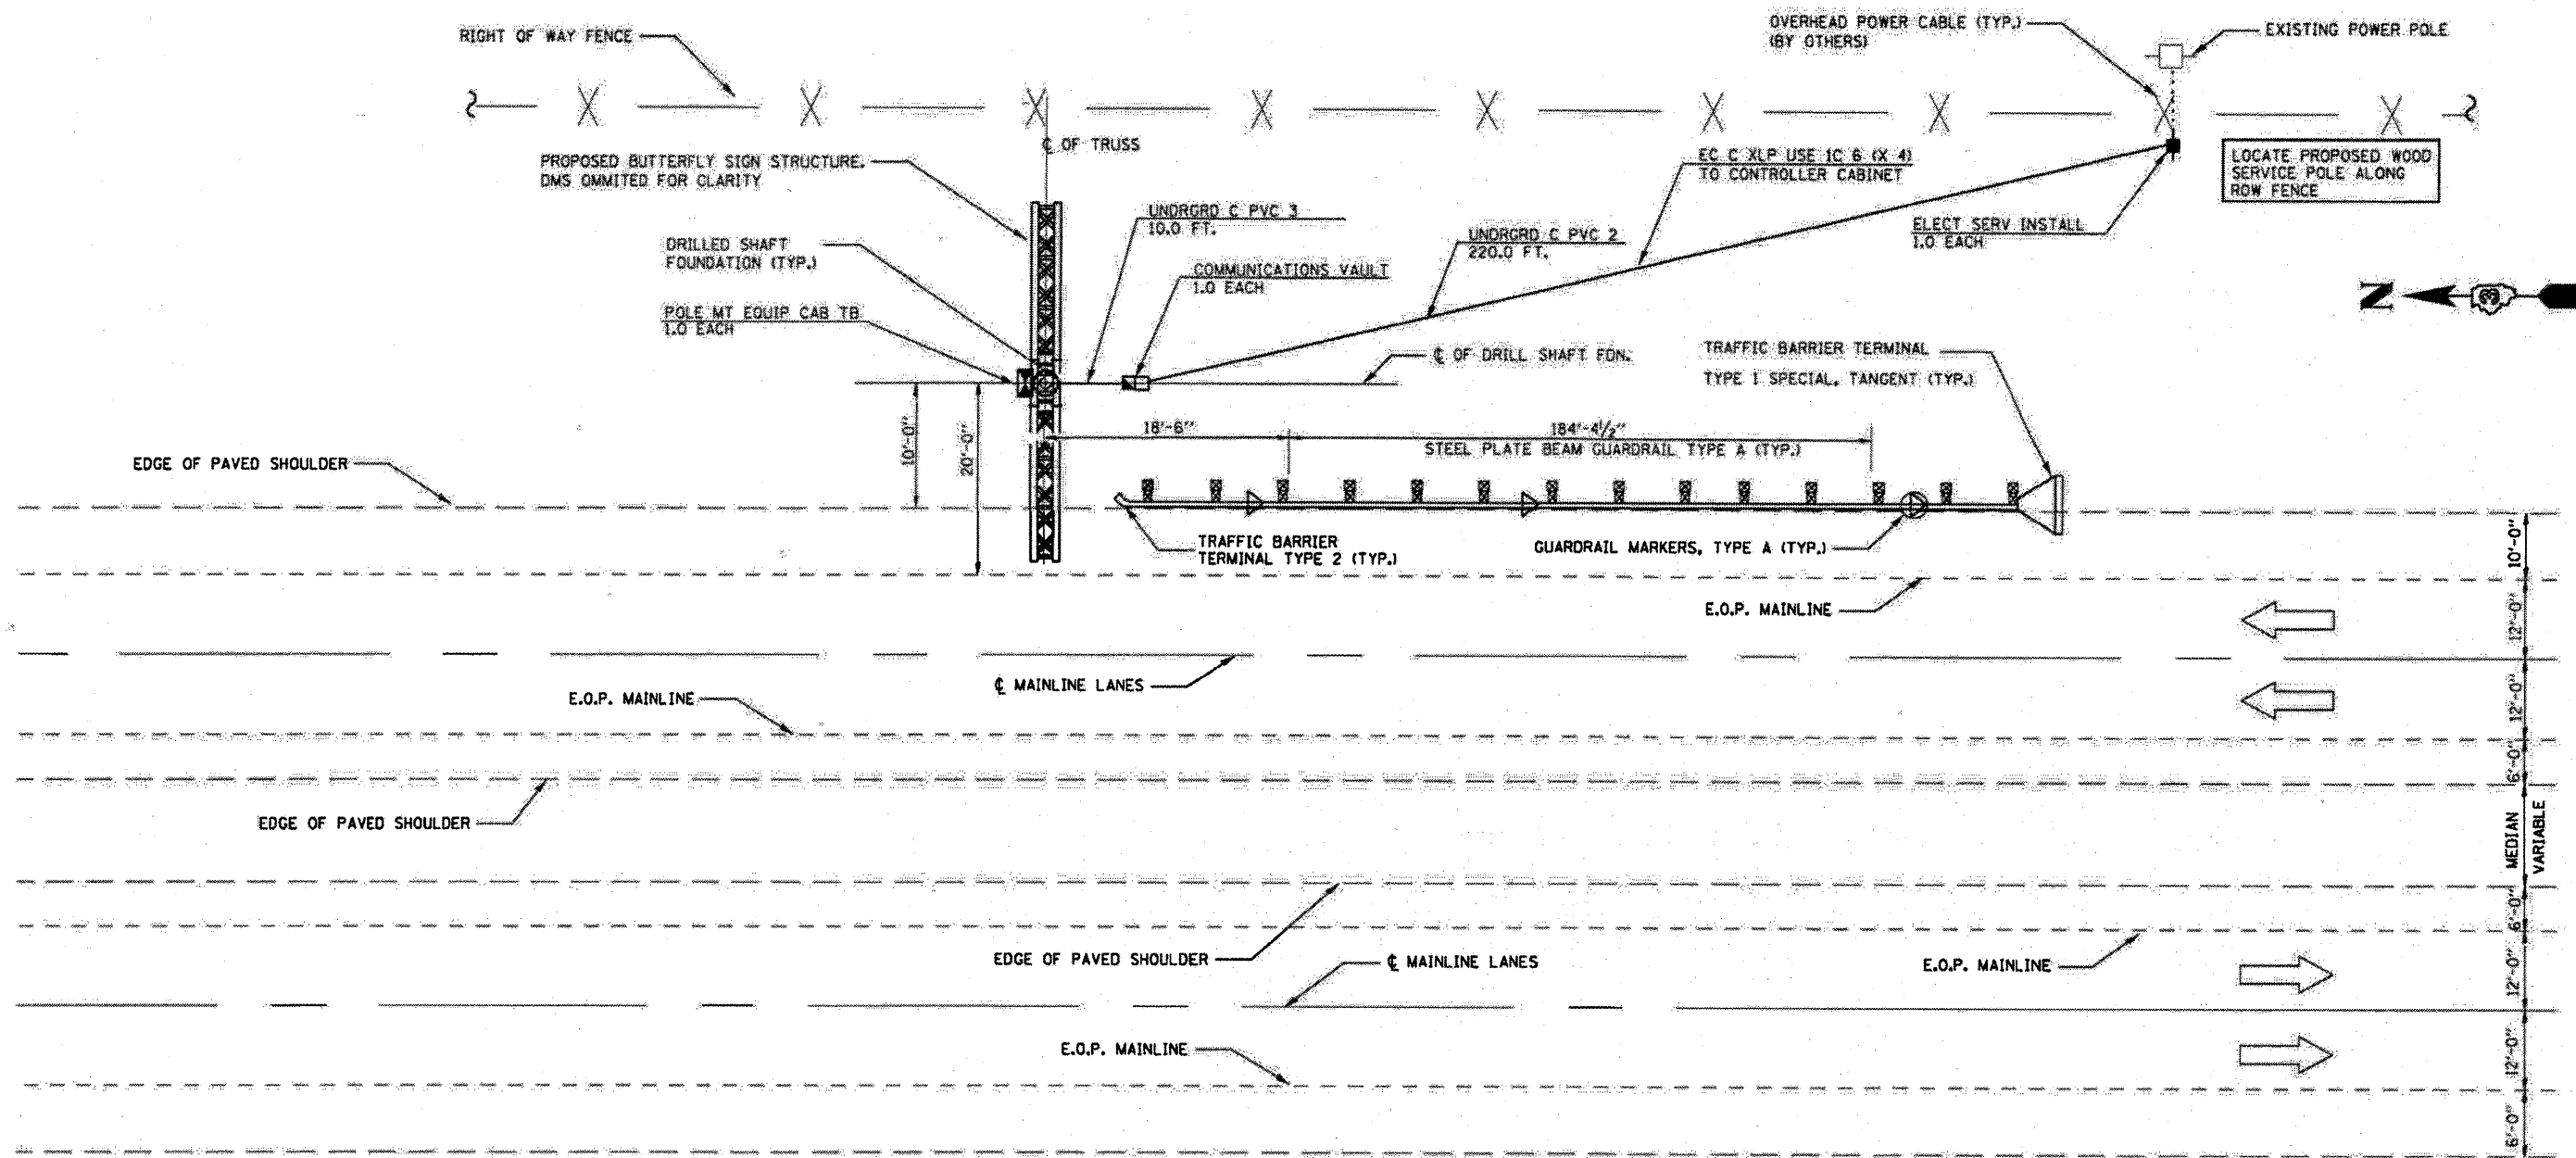 OVERHEAD POWER CABLE (TYP.)
(BY OTHERS)
EXISTING POWER POLE
RIGHT OF WAY FENCE
℄ OF TRUSS
PROPOSED BUTTERFLY SIGN STRUCTURE.
DMS OMMITED FOR CLARITY
EC C XLP USE 1C 6 (X 4)
TO CONTROLLER CABINET
LOCATE PROPOSED WOOD
SERVICE POLE ALONG
ROW FENCE
UNDRGRD C PVC 3
10.0 FT.
ELECT SERV INSTALL
1.0 EACH
DRILLED SHAFT
FOUNDATION (TYP.)
UNDRGRD C PVC 2
220.0 FT.
COMMUNICATIONS VAULT
1.0 EACH
POLE MT EQUIP CAB TB
1.0 EACH
N
3
℄ OF DRILL SHAFT FDN.
TRAFFIC BARRIER TERMINAL
TYPE 1 SPECIAL, TANGENT (TYP.)
10'-0"
20'-0"
18'-6"
184'-4 1/2"
STEEL PLATE BEAM GUARDRAIL TYPE A (TYP.)
EDGE OF PAVED SHOULDER
TRAFFIC BARRIER
TERMINAL TYPE 2 (TYP.)
GUARDRAIL MARKERS, TYPE A (TYP.)
10'-0"
E.O.P. MAINLINE
12'-0"
℄ MAINLINE LANES
E.O.P. MAINLINE
12'-0"
6'-0"
EDGE OF PAVED SHOULDER
MEDIAN
VARIABLE
6'-0"
EDGE OF PAVED SHOULDER
℄ MAINLINE LANES
E.O.P. MAINLINE
12'-0"
E.O.P. MAINLINE
12'-0"
6'-0"